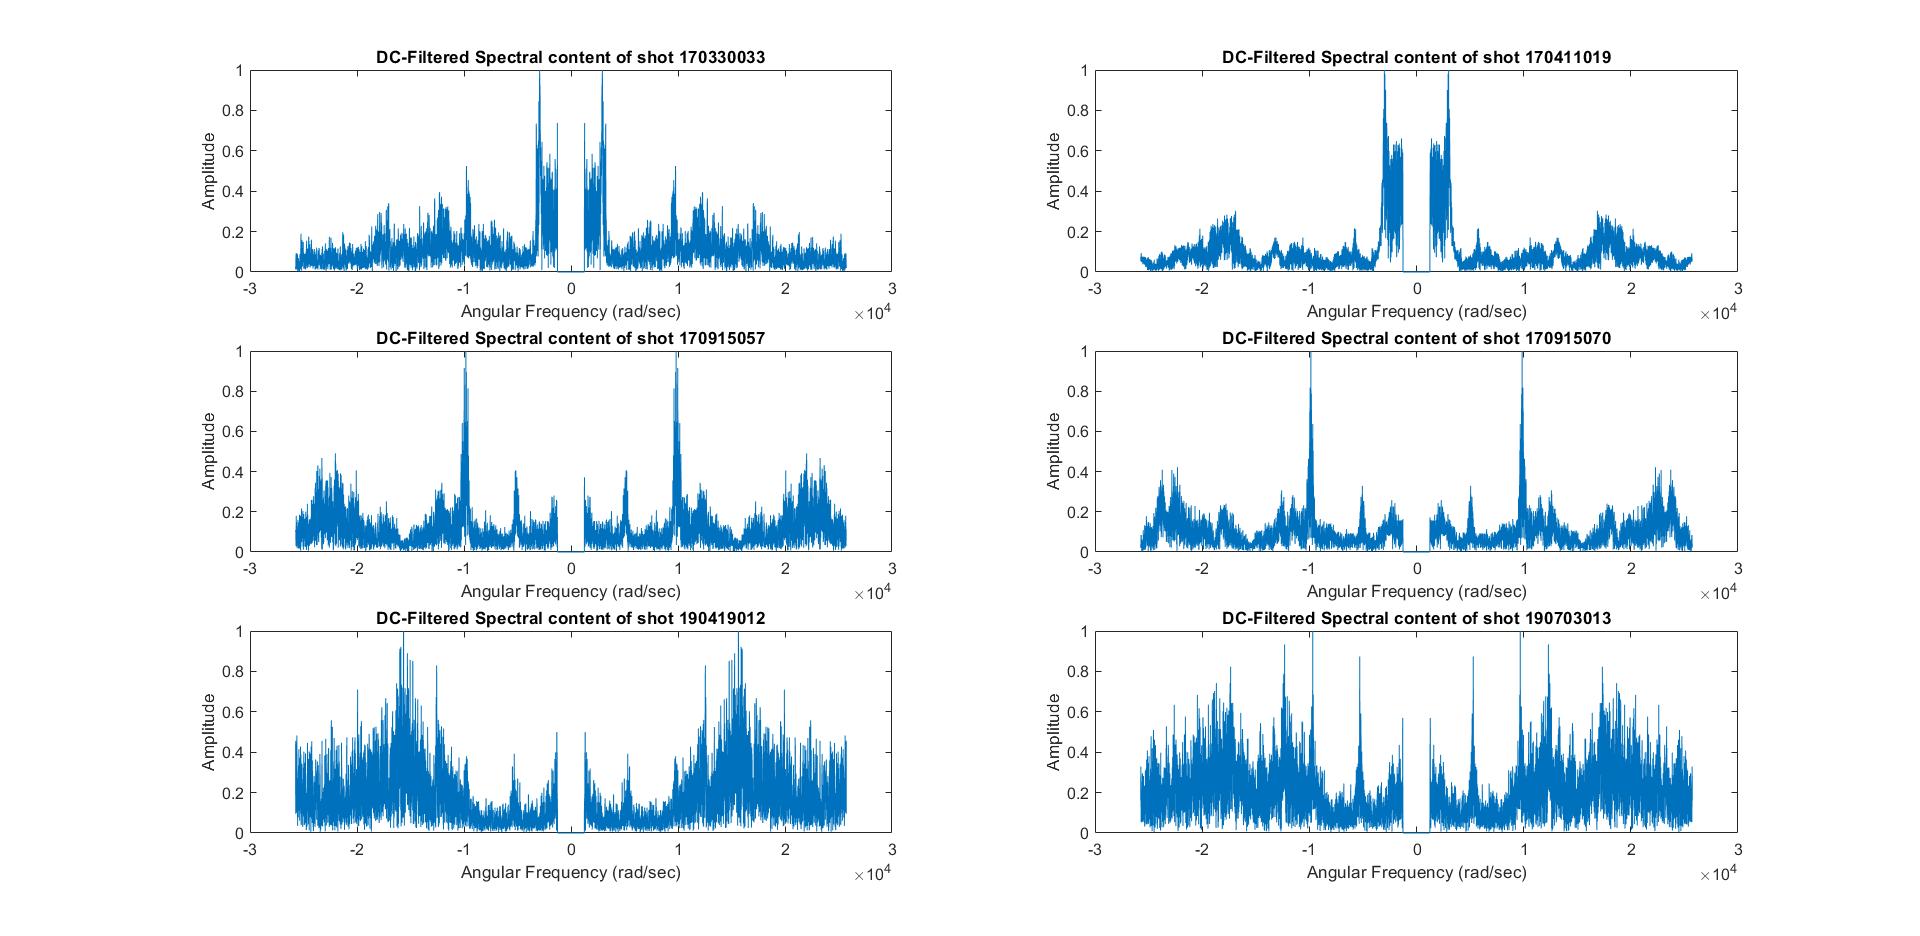 DC-Filtered Spectral content of shot 170330033
Amplitude
0
0.2
0.4
0.6
0.8
1
-3 -2 -1 0 1 2 3
Angular Frequency (rad/sec)
×10^4
DC-Filtered Spectral content of shot 170411019
Amplitude
0
0.2
0.4
0.6
0.8
1
-3 -2 -1 0 1 2 3
Angular Frequency (rad/sec)
×10^4
DC-Filtered Spectral content of shot 170915057
Amplitude
0
0.2
0.4
0.6
0.8
1
-3 -2 -1 0 1 2 3
Angular Frequency (rad/sec)
×10^4
DC-Filtered Spectral content of shot 170915070
Amplitude
0
0.2
0.4
0.6
0.8
1
-3 -2 -1 0 1 2 3
Angular Frequency (rad/sec)
×10^4
DC-Filtered Spectral content of shot 190419012
Amplitude
0
0.2
0.4
0.6
0.8
1
-3 -2 -1 0 1 2 3
Angular Frequency (rad/sec)
×10^4
DC-Filtered Spectral content of shot 190703013
Amplitude
0
0.2
0.4
0.6
0.8
1
-3 -2 -1 0 1 2 3
Angular Frequency (rad/sec)
×10^4